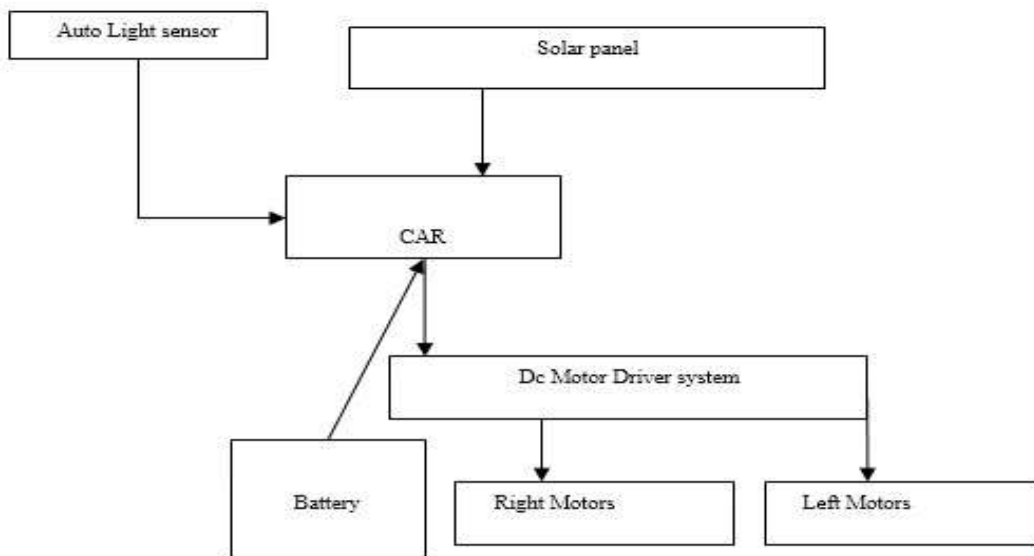 Auto Light sensor
Solar panel
CAR
Dc Motor Driver system
Battery
Right Motors
Left Motors